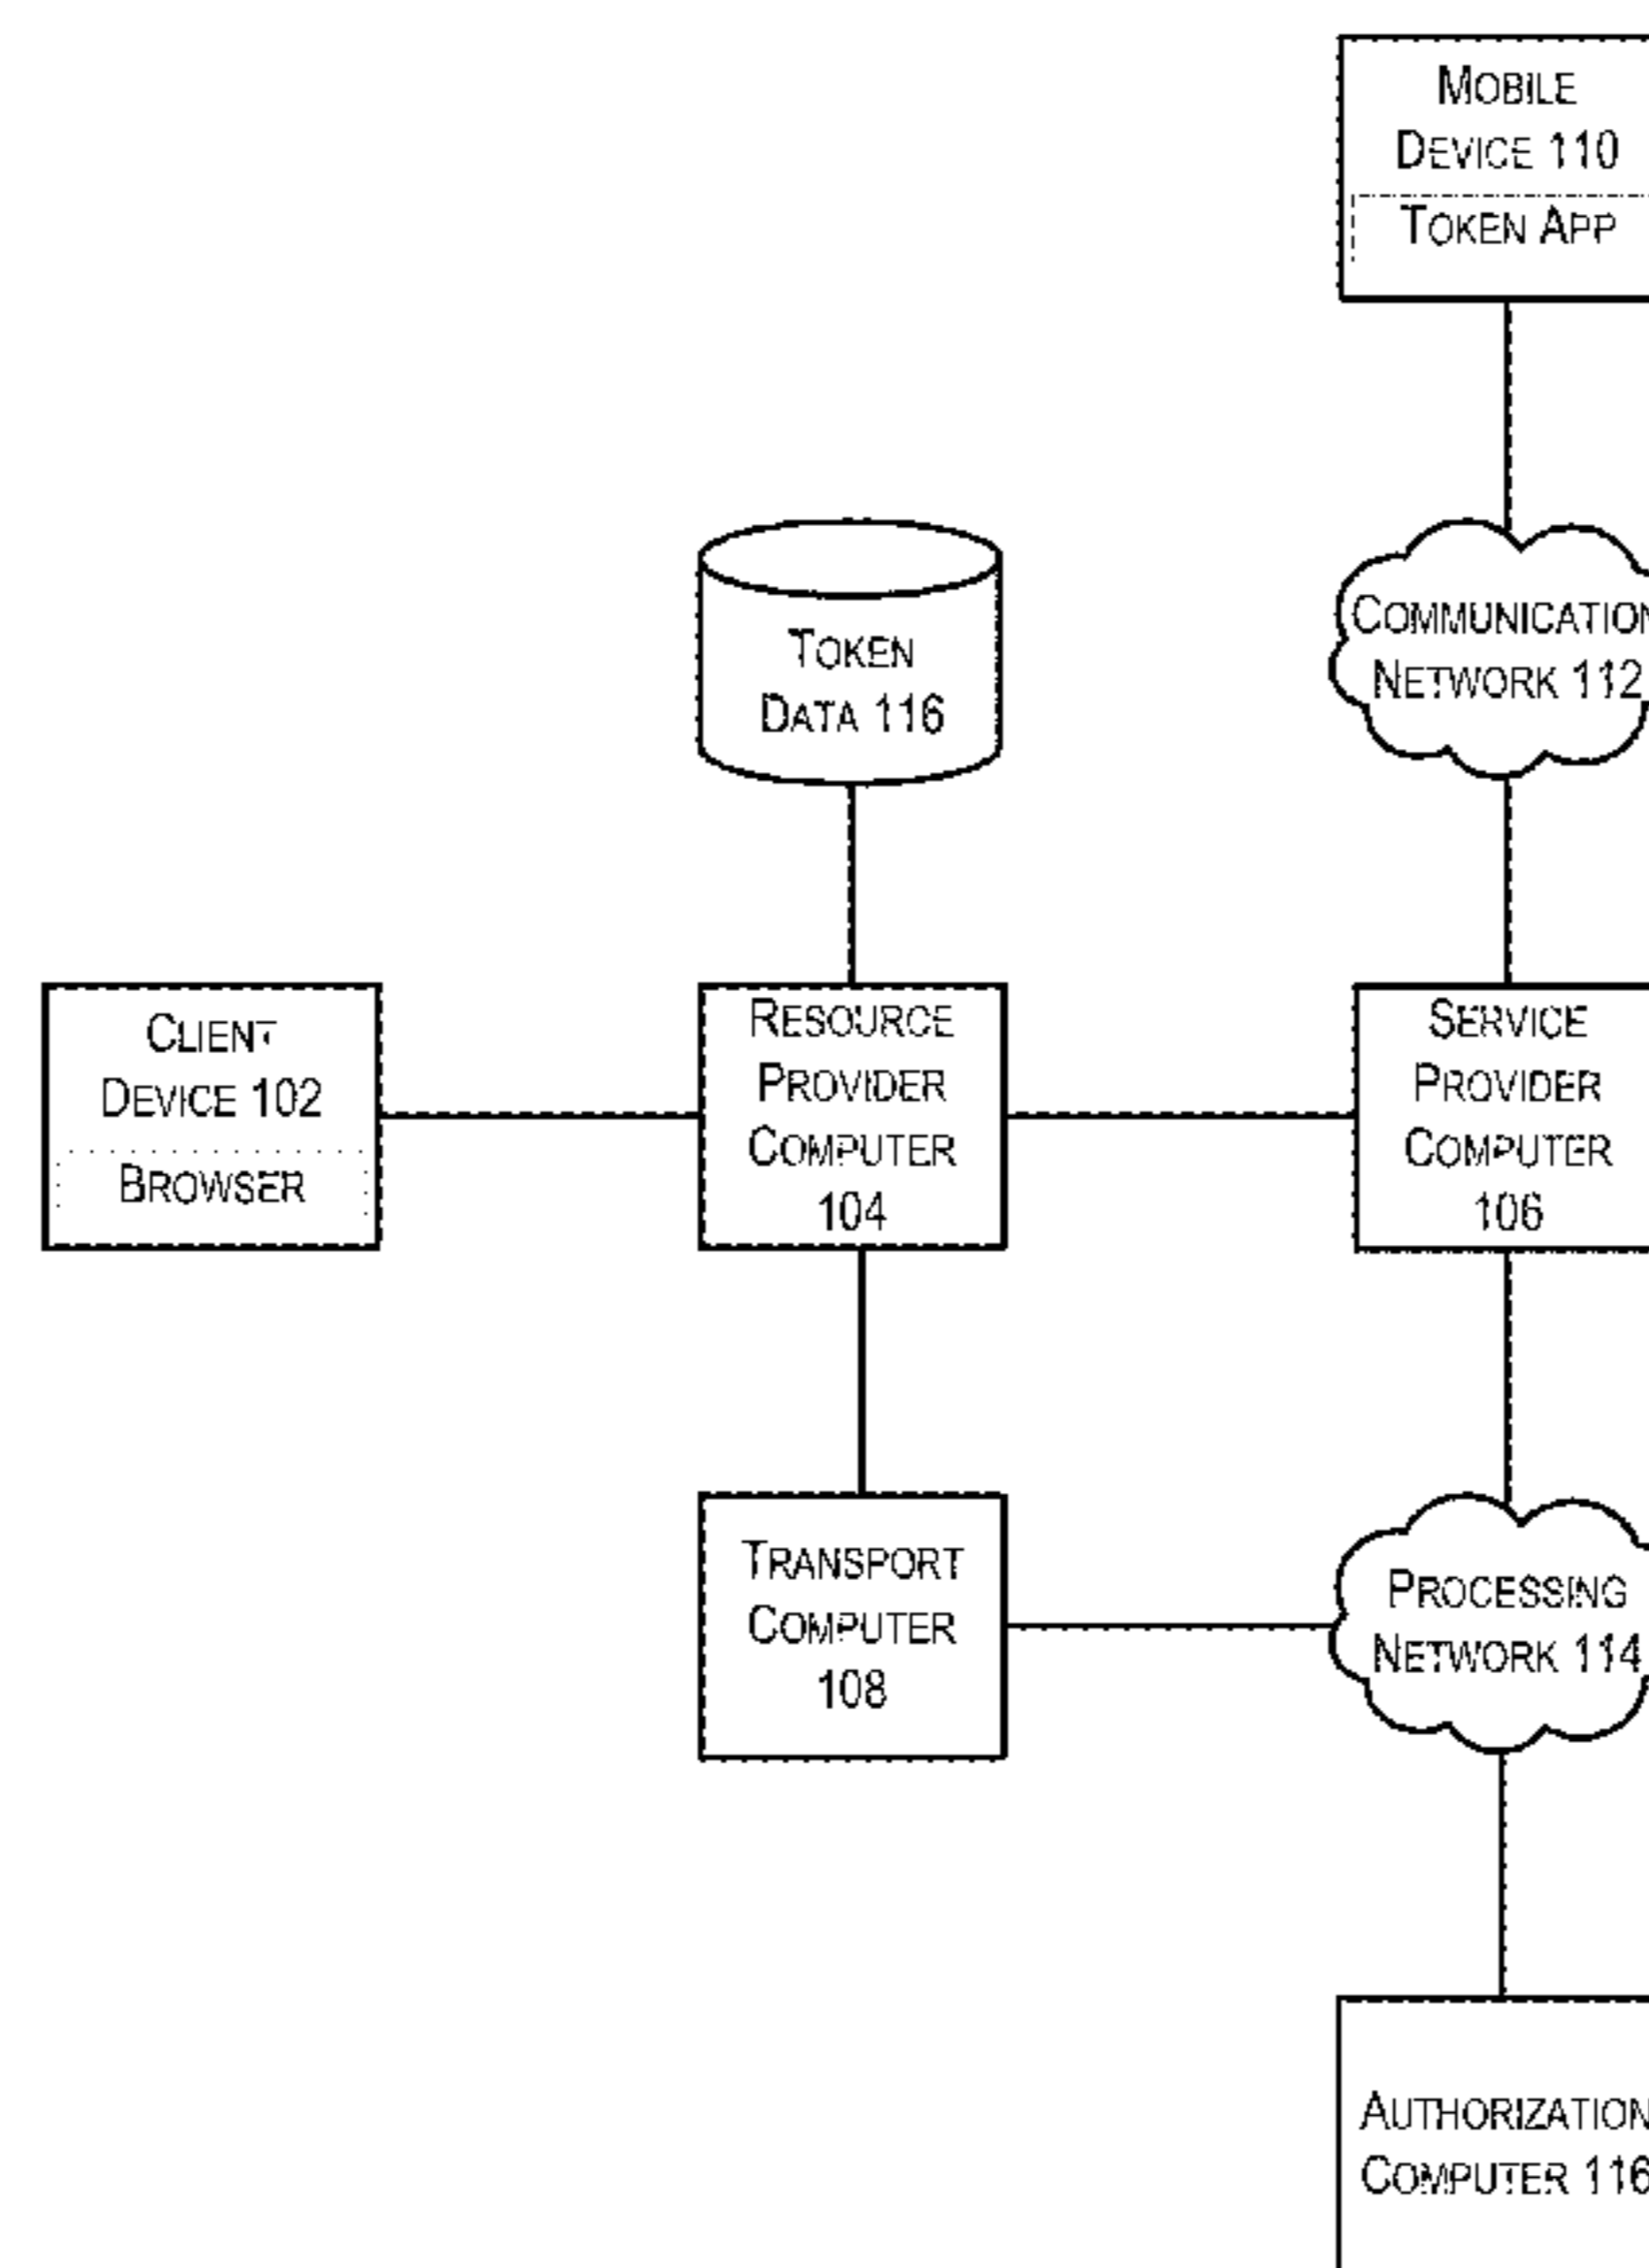 MOBILE
DEVICE 110
TOKEN APP
COMMUNICATION
NETWORK 112
TOKEN
DATA 116
CLIENT
DEVICE 102
BROWSER
RESOURCE
PROVIDER
COMPUTER
104
SERVICE
PROVIDER
COMPUTER
106
TRANSPORT
COMPUTER
108
PROCESSING
NETWORK 114
AUTHORIZATION
COMPUTER 116